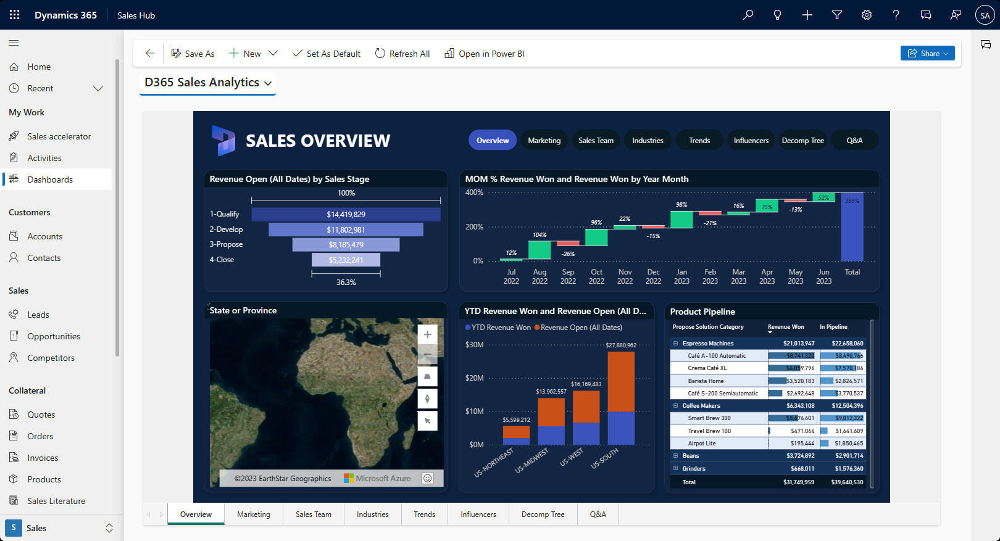 Dynamics 365
Sales Hub
SA
Home
Recent
My Work
Sales accelerator
Activities
Dashboards
Customers
Accounts
Contacts
Sales
Leads
Opportunities
Competitors
Collateral
Quotes
Orders
Invoices
Products
Sales Literature
S Sales
Save As
New
Set As Default
Refresh All
Open in Power BI
Share
D365 Sales Analytics
SALES OVERVIEW
Overview
Marketing
Sales Team
Industries
Trends
Influencers
Decomp Tree
Q&A
Revenue Open (All Dates) by Sales Stage
100%
1-Qualify $14,419,829
2-Develop $11,802,981
3-Propose $8,185,479
4-Close $5,232,241
36.3%
MOM % Revenue Won and Revenue Won by Year Month
400%
200%
0%
12% 104% -26% 96% 22% -15% 98% -21% 16% 75% -13% 52% 399%
Jul Aug Sep Oct Nov Dec Jan Feb Mar Apr May Jun Total
2022 2022 2022 2022 2022 2022 2023 2023 2023 2023 2023 2023
State or Province
©2023 EarthStar Geographics Microsoft Azure
YTD Revenue Won and Revenue Open (All D...
YTD Revenue Won Revenue Open (All Dates)
$30M
$20M
$10M
$0M
$5,599,212
$13,962,557
$16,169,483
$27,880,962
US-NORTHEAST
US-MIDWEST
US-WEST
US-SOUTH
Product Pipeline
Propose Solution Category Revenue Won In Pipeline
Espresso Machines $21,013,947 $22,658,060
Café A-100 Automatic $8,741,320 $8,490,766
Crema Café XL $6,059,796 $7,570,186
Barista Home $3,520,183 $2,826,571
Café S-200 Semiautomatic $2,692,648 $3,770,537
Coffee Makers $6,343,108 $12,504,396
Smart Brew 300 $5,676,601 $9,012,322
Travel Brew 100 $471,064 $1,641,609
Airpot Lite $195,444 $1,850,465
Beans $3,724,892 $2,901,714
Grinders $668,011 $1,576,360
Total $31,749,959 $39,640,530
Overview
Marketing
Sales Team
Industries
Trends
Influencers
Decomp Tree
Q&A